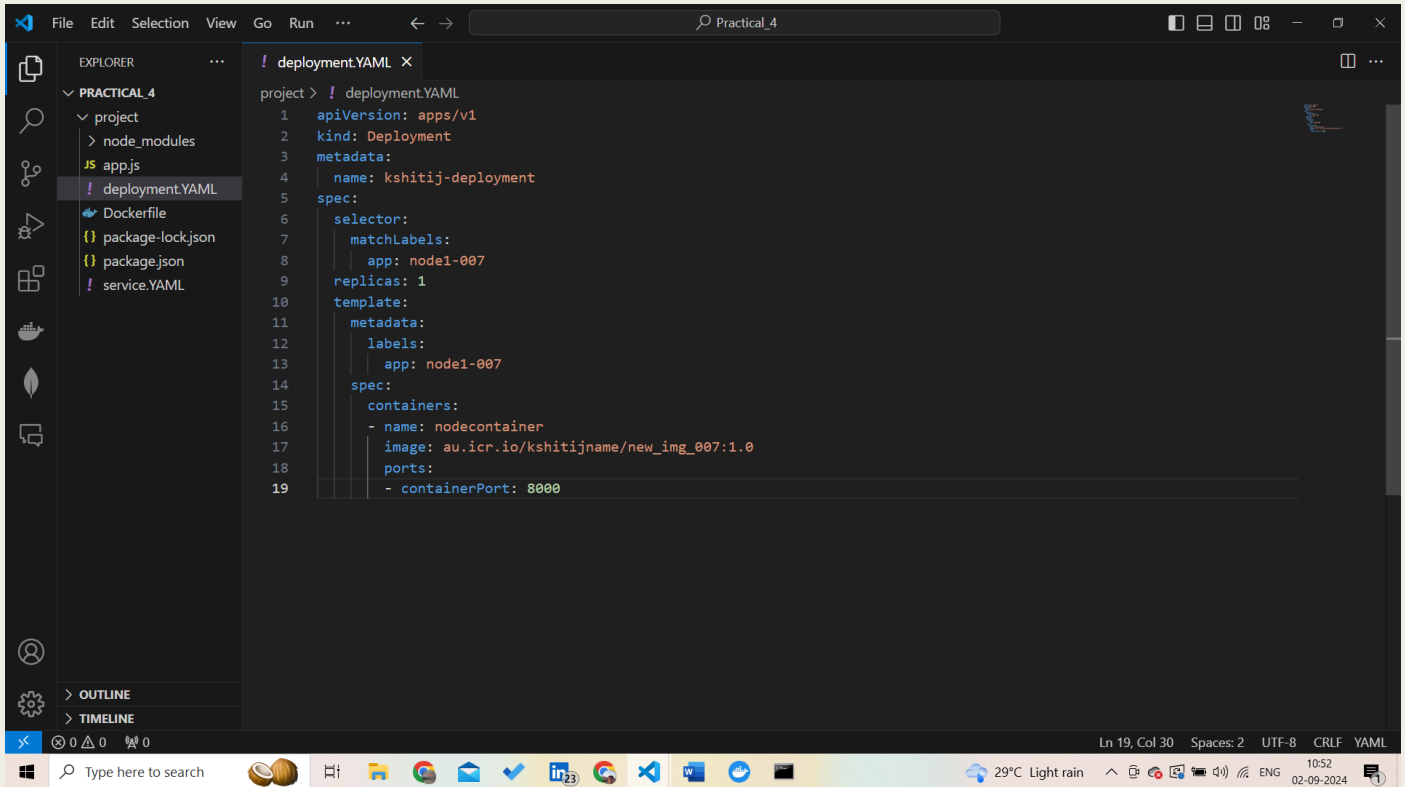 File Edit Selection View Go Run ··· Practical_4
EXPLORER ···
PRACTICAL_4
project
node_modules
JS app.js
! deployment.YAML
Dockerfile
{} package-lock.json
{} package.json
! service.YAML
OUTLINE
TIMELINE
! deployment.YAML
project > ! deployment.YAML
1 apiVersion: apps/v1
2 kind: Deployment
3 metadata:
4   name: kshitij-deployment
5 spec:
6   selector:
7     matchLabels:
8       app: node1-007
9   replicas: 1
10   template:
11     metadata:
12       labels:
13         app: node1-007
14     spec:
15       containers:
16       - name: nodecontainer
17         image: au.icr.io/kshitijname/new_img_007:1.0
18         ports:
19         - containerPort: 8000
0 0 0 Ln 19, Col 30 Spaces: 2 UTF-8 CRLF YAML
Type here to search in 23 29°C Light rain ENG 10:52
02-09-2024 1